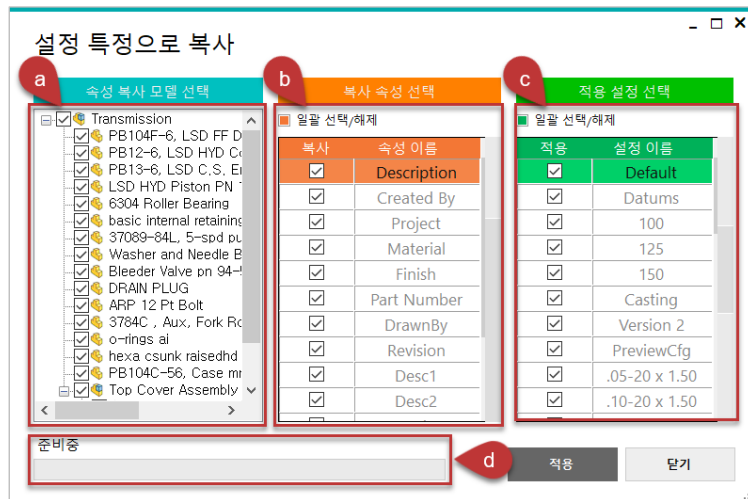 설정 특정으로 복사
a
속성 복사 모델 선택
Transmission
PB104F-6, LSD FF D
PB12-6, LSD HYD Co
PB13-6, LSD C,S, Er
LSD HYD Piston PN
6304 Roller Bearing
basic internal retaining
37089-84L, 5-spd pu
Washer and Needle B
Bleeder Valve pn 94-
DRAIN PLUG
ARP 12 Pt Bolt
3784C , Aux, Fork Ro
o-rings ai
hexa csunk raisedhd
PB104C-56, Case mr
Top Cover Assembly
b
복사 속성 선택
일괄 선택/해제
복사 속성 이름
Description
Created By
Project
Material
Finish
Part Number
DrawnBy
Revision
Desc1
Desc2
c
적용 설정 선택
일괄 선택/해제
적용 설정 이름
Default
Datums
100
125
150
Casting
Version 2
PreviewCfg
.05-20 x 1.50
.10-20 x 1.50
준비중
d
적용
닫기